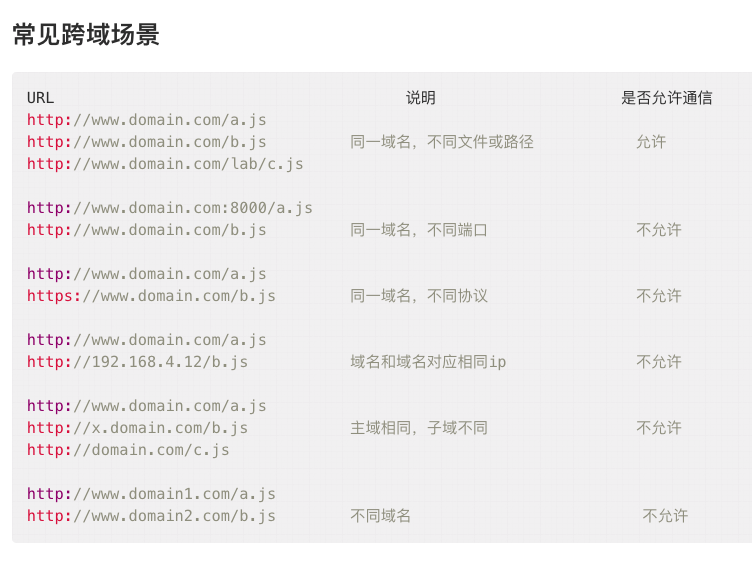 常见跨域场景
URL 说明 是否允许通信
http://www.domain.com/a.js
http://www.domain.com/b.js 同一域名，不同文件或路径 允许
http://www.domain.com/lab/c.js
http://www.domain.com:8000/a.js
http://www.domain.com/b.js 同一域名，不同端口 不允许
http://www.domain.com/a.js
https://www.domain.com/b.js 同一域名，不同协议 不允许
http://www.domain.com/a.js
http://192.168.4.12/b.js 域名和域名对应相同ip 不允许
http://www.domain.com/a.js
http://x.domain.com/b.js 主域相同，子域不同 不允许
http://domain.com/c.js
http://www.domain1.com/a.js
http://www.domain2.com/b.js 不同域名 不允许